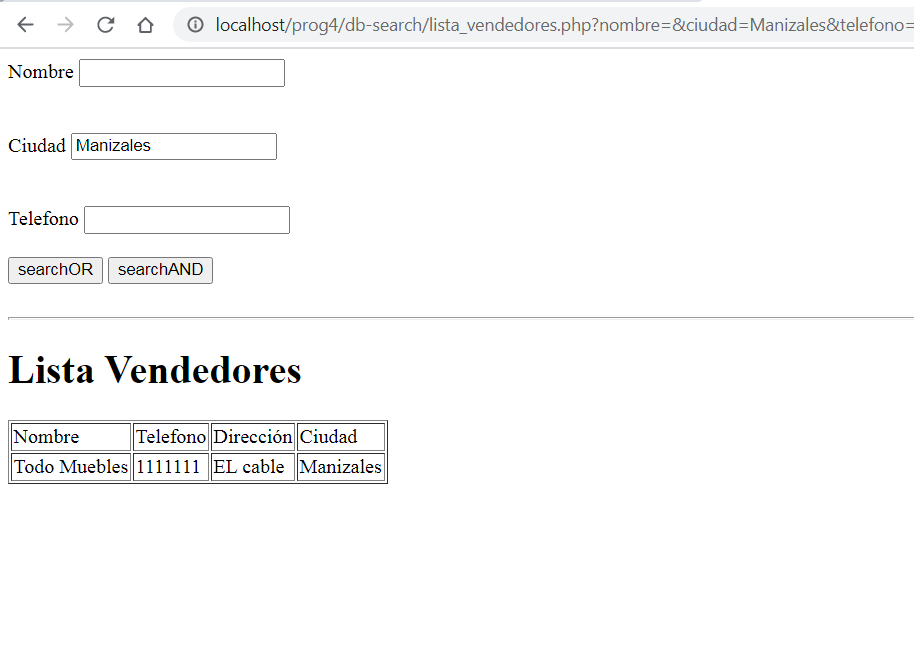 localhost/prog4/db-search/lista_vendedores.php?nombre=&ciudad=Manizales&telefono=
Nombre
Ciudad Manizales
Telefono
searchOR searchAND
Lista Vendedores
Nombre Telefono Dirección Ciudad
Todo Muebles 1111111 EL cable Manizales